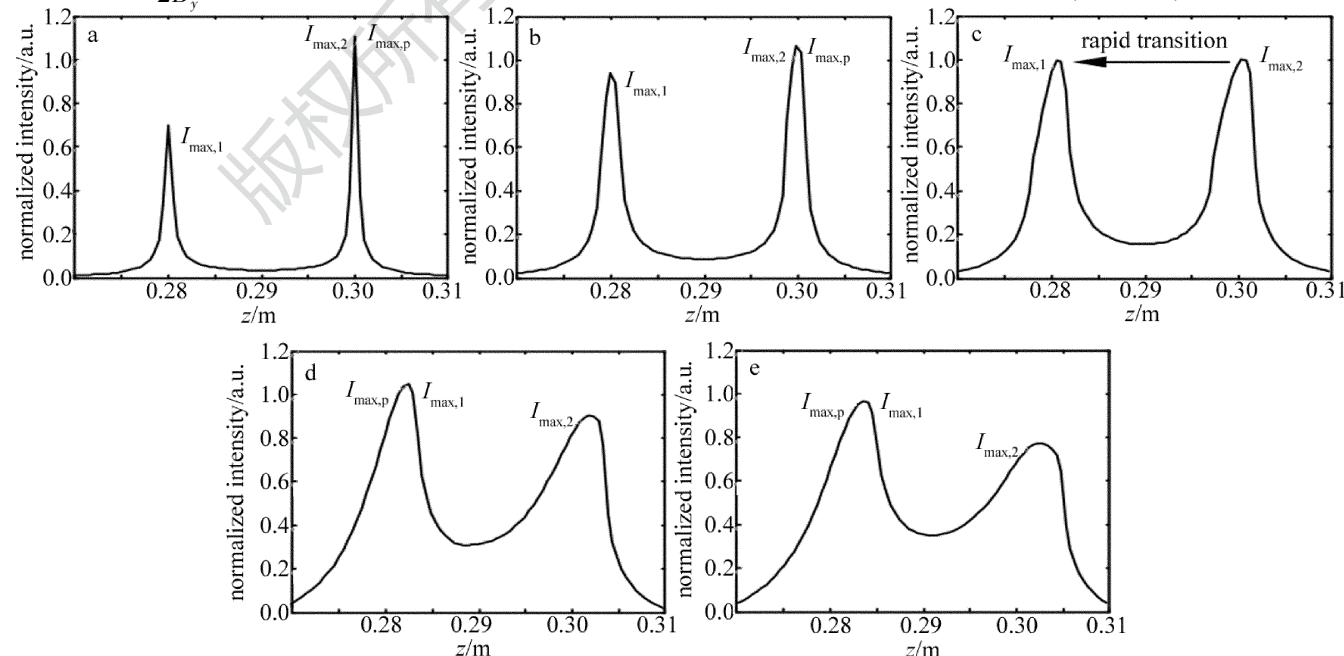 2B_y
版权所有
a
I_max,1
I_max,2 I_max,p
normalized intensity/a.u.
1.2
1.0
0.8
0.6
0.4
0.2
0.0
0.28 0.29 0.30 0.31
z/m
b
I_max,1
I_max,2 I_max,p
normalized intensity/a.u.
1.2
1.0
0.8
0.6
0.4
0.2
0.0
0.28 0.29 0.30 0.31
z/m
c
rapid transition
I_max,1
I_max,2
normalized intensity/a.u.
1.2
1.0
0.8
0.6
0.4
0.2
0.0
0.28 0.29 0.30 0.31
z/m
d
I_max,p I_max,1
I_max,2
normalized intensity/a.u.
1.2
1.0
0.8
0.6
0.4
0.2
0.0
0.28 0.29 0.30 0.31
z/m
e
I_max,p I_max,1
I_max,2
normalized intensity/a.u.
1.2
1.0
0.8
0.6
0.4
0.2
0.0
0.28 0.29 0.30 0.31
z/m